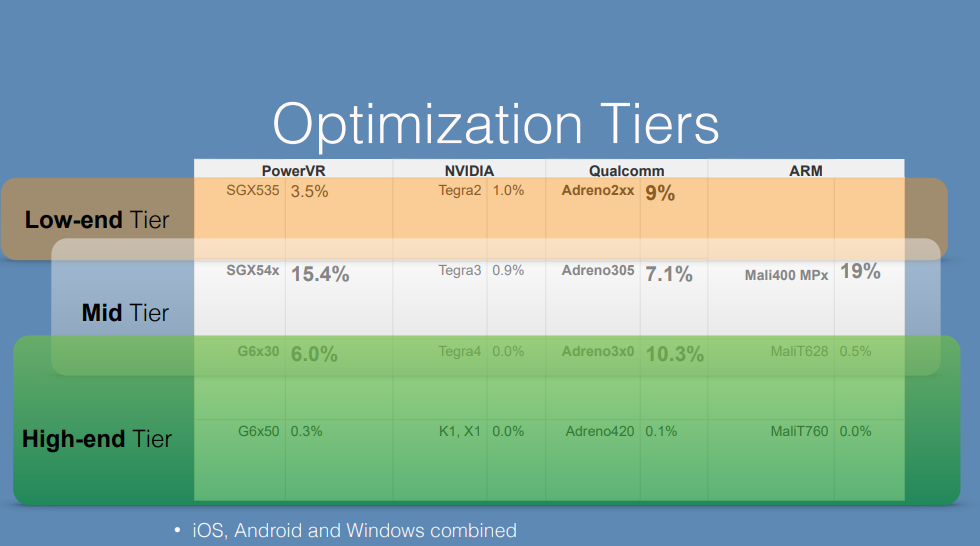 Optimization Tiers
PowerVR NVIDIA Qualcomm ARM
SGX535 3.5% Tegra2 1.0% Adreno2xx 9%
Low-end Tier
SGX54x 15.4% Tegra3 0.9% Adreno305 7.1% Mali400 MPx 19%
Mid Tier
G6x30 6.0% Tegra4 0.0% Adreno3x0 10.3% MaliT628 0.5%
G6x50 0.3% K1, X1 0.0% Adreno420 0.1% MaliT760 0.0%
High-end Tier
• iOS, Android and Windows combined